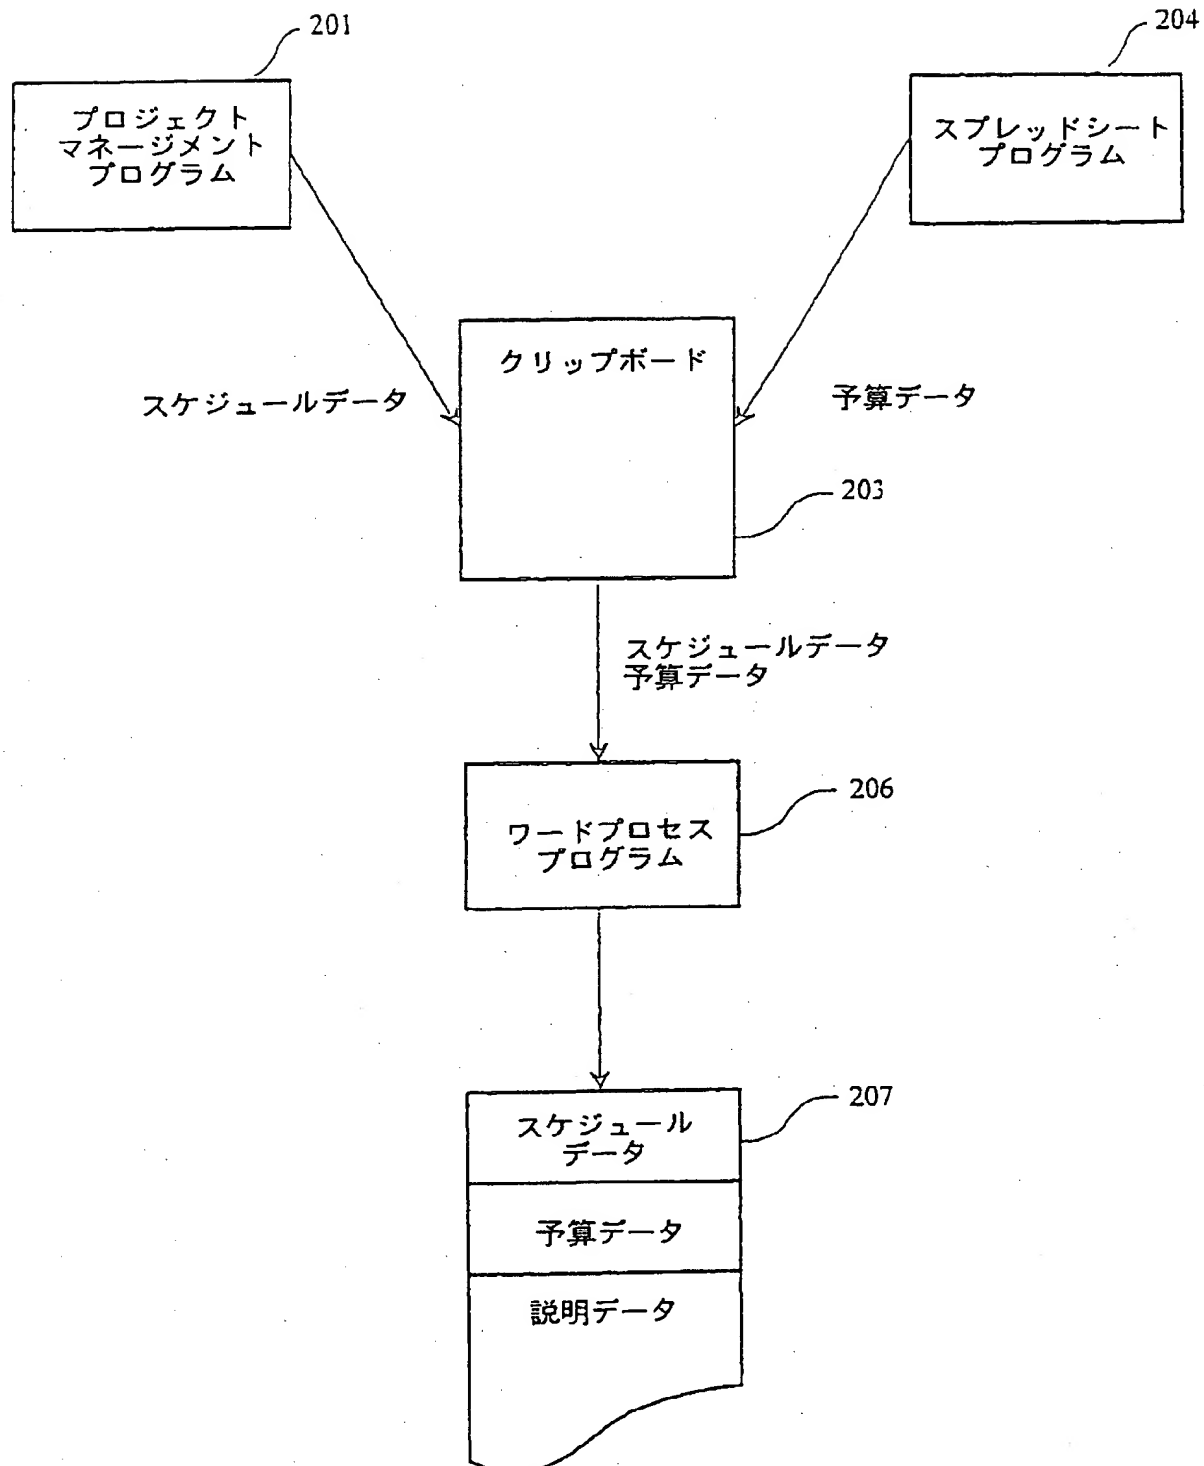 201
204
プロジェクト
マネージメント
プログラム
スプレッドシート
プログラム
クリップボード
スケジュールデータ
予算データ
203
スケジュールデータ
予算データ
206
ワードプロセス
プログラム
207
スケジュール
データ
予算データ
説明データ